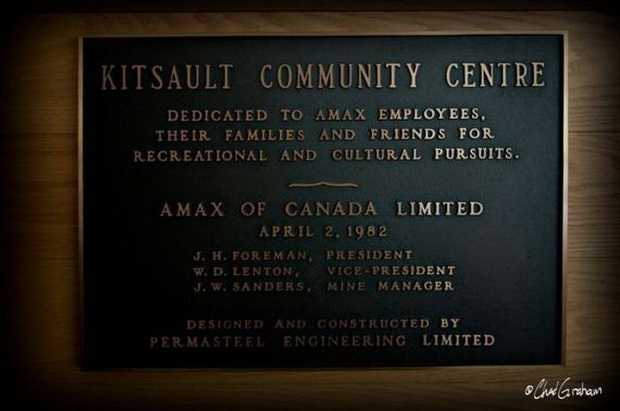 KITSAULT COMMUNITY CENTRE
DEDICATED TO AMAX EMPLOYEES,
THEIR FAMILIES AND FRIENDS FOR
RECREATIONAL AND CULTURAL PURSUITS.
AMAX OF CANADA LIMITED
APRIL 2, 1982
J. H. FOREMAN, PRESIDENT
W. D. LENTON, VICE-PRESIDENT
J. W. SANDERS, MINE MANAGER
DESIGNED AND CONSTRUCTED BY
PERMASTEEL ENGINEERING LIMITED
© Chad Graham